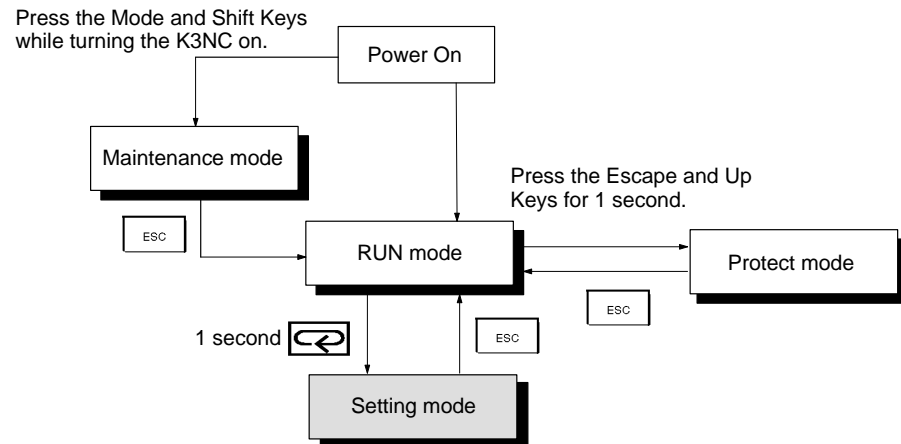 Press the Mode and Shift Keys
while turning the K3NC on.
Power On
Maintenance mode
Press the Escape and Up
Keys for 1 second.
ESC
RUN mode
Protect mode
ESC
1 second
ESC
Setting mode